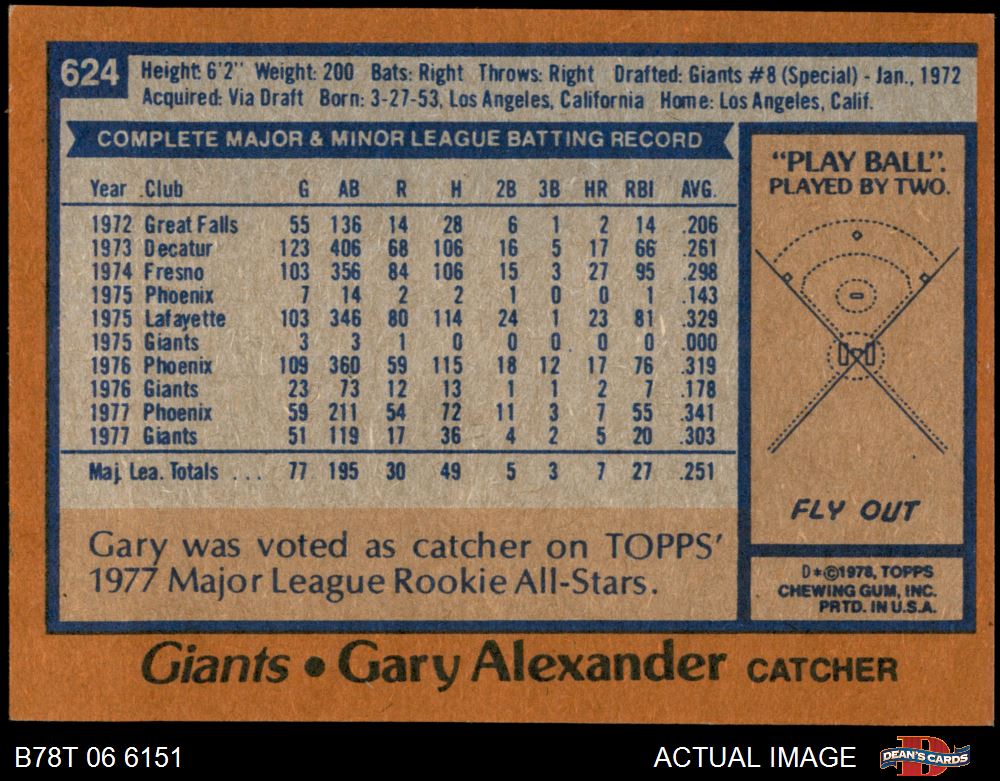 624
Height: 6'2" Weight: 200 Bats: Right Throws: Right Drafted: Giants #8 (Special) - Jan., 1972
Acquired: Via Draft Born: 3-27-53, Los Angeles, California Home: Los Angeles, Calif.
COMPLETE MAJOR & MINOR LEAGUE BATTING RECORD
Year Club G AB R H 2B 3B HR RBI AVG.
1972 Great Falls 55 136 14 28 6 1 2 14 .206
1973 Decatur 123 406 68 106 16 5 17 66 .261
1974 Fresno 103 356 84 106 15 3 27 95 .298
1975 Phoenix 7 14 2 2 1 0 0 1 .143
1975 Lafayette 103 346 80 114 24 1 23 81 .329
1975 Giants 3 3 1 0 0 0 0 0 .000
1976 Phoenix 109 360 59 115 18 12 17 76 .319
1976 Giants 23 73 12 13 1 1 2 7 .178
1977 Phoenix 59 211 54 72 11 3 7 55 .341
1977 Giants 51 119 17 36 4 2 5 20 .303
Maj. Lea. Totals ... 77 195 30 49 5 3 7 27 .251
Gary was voted as catcher on TOPPS'
1977 Major League Rookie All-Stars.
"PLAY BALL".
PLAYED BY TWO.
FLY OUT
D*©1978, TOPPS
CHEWING GUM, INC.
PRTD. IN U.S.A.
Giants • Gary Alexander CATCHER
B78T 06 6151
ACTUAL IMAGE
DEAN'S CARDS